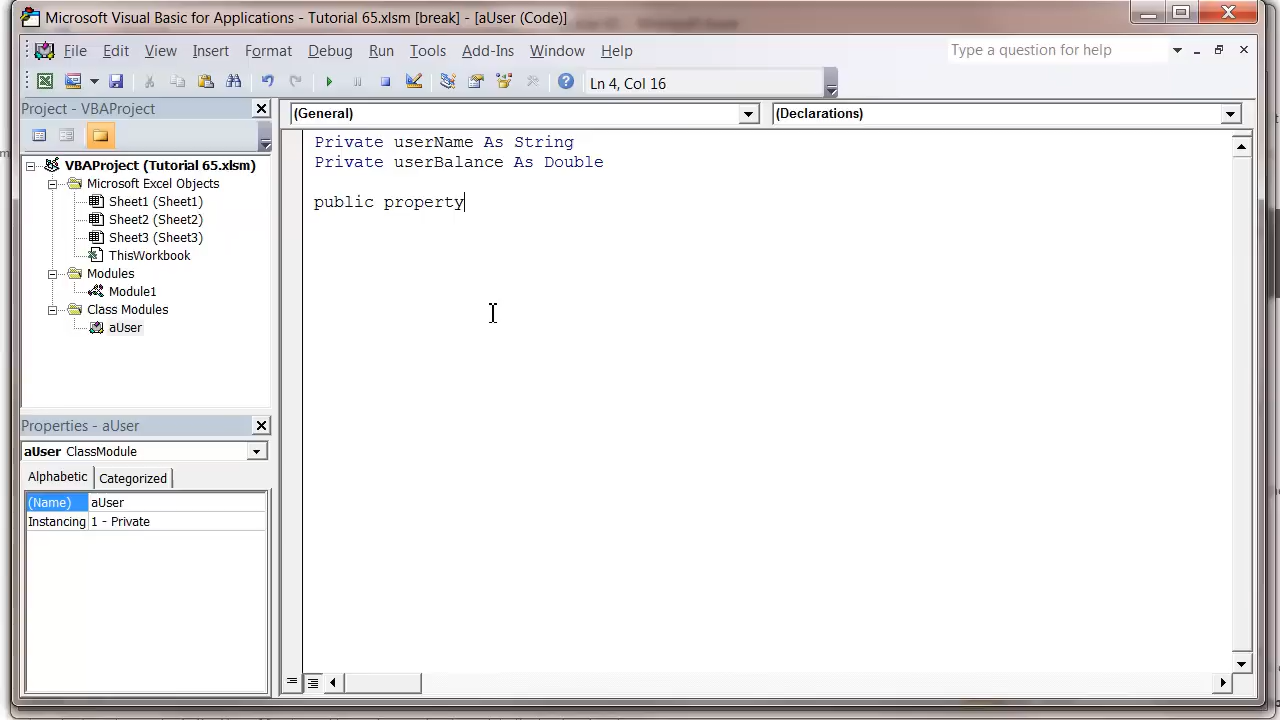 Microsoft Visual Basic for Applications - Tutorial 65.xlsm [break] - [aUser (Code)]
File Edit View Insert Format Debug Run Tools Add-Ins Window Help
Type a question for help
Ln 4, Col 16
Project - VBAProject
(General)
(Declarations)
VBAProject (Tutorial 65.xlsm)
Microsoft Excel Objects
Sheet1 (Sheet1)
Sheet2 (Sheet2)
Sheet3 (Sheet3)
ThisWorkbook
Modules
Module1
Class Modules
aUser
Private userName As String
Private userBalance As Double
public property
Properties - aUser
aUser ClassModule
Alphabetic Categorized
(Name) aUser
Instancing 1 - Private